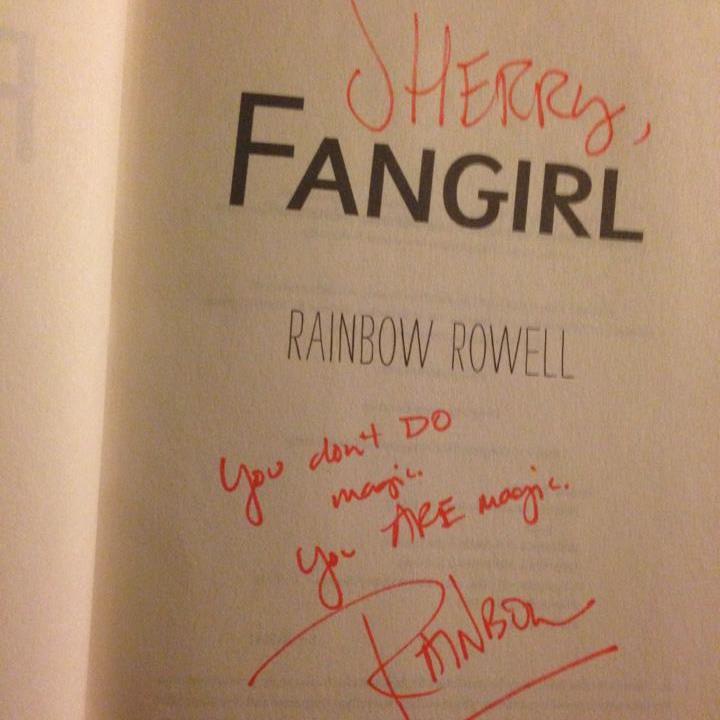 SHERRY,
FANGIRL
RAINBOW ROWELL
You don't DO
magic.
You ARE magic.
RAINBOW